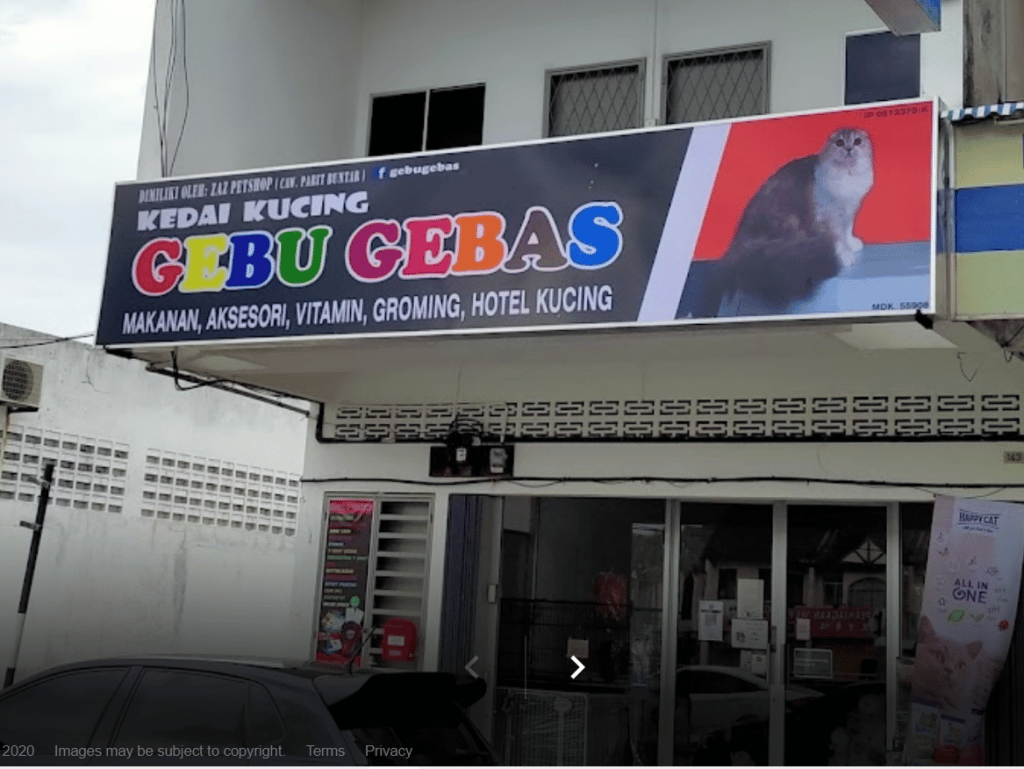 DIMILIKI OLEH: ZAZ PETSHOP ( CAW. PARIT BUNTAR ) f gebugebas
KEDAI KUCING
GEBU GEBAS
MAKANAN, AKSESORI, VITAMIN, GROMING, HOTEL KUCING
MDK. 55908
163
HAPPY CAT
ALL IN
ONE
2020 Images may be subject to copyright. Terms Privacy